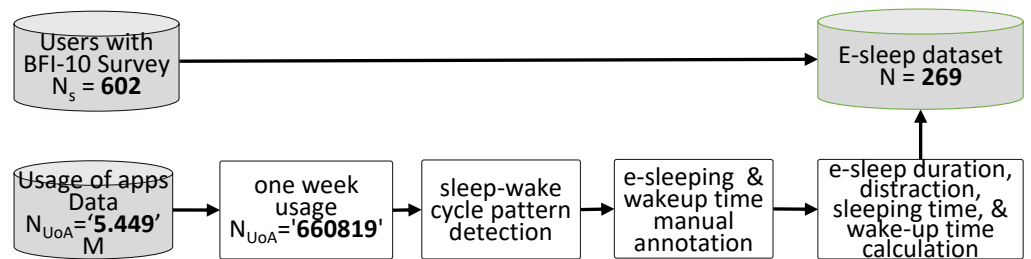 Users with
BFI-10 Survey
Ns = 602
E-sleep dataset
N = 269
Usage of apps
Data
NUoA=‘5.449’
M
one week
usage
NUoA='660819'
sleep-wake
cycle pattern
detection
e-sleeping &
wakeup time
manual
annotation
e-sleep duration,
distraction,
sleeping time, &
wake-up time
calculation